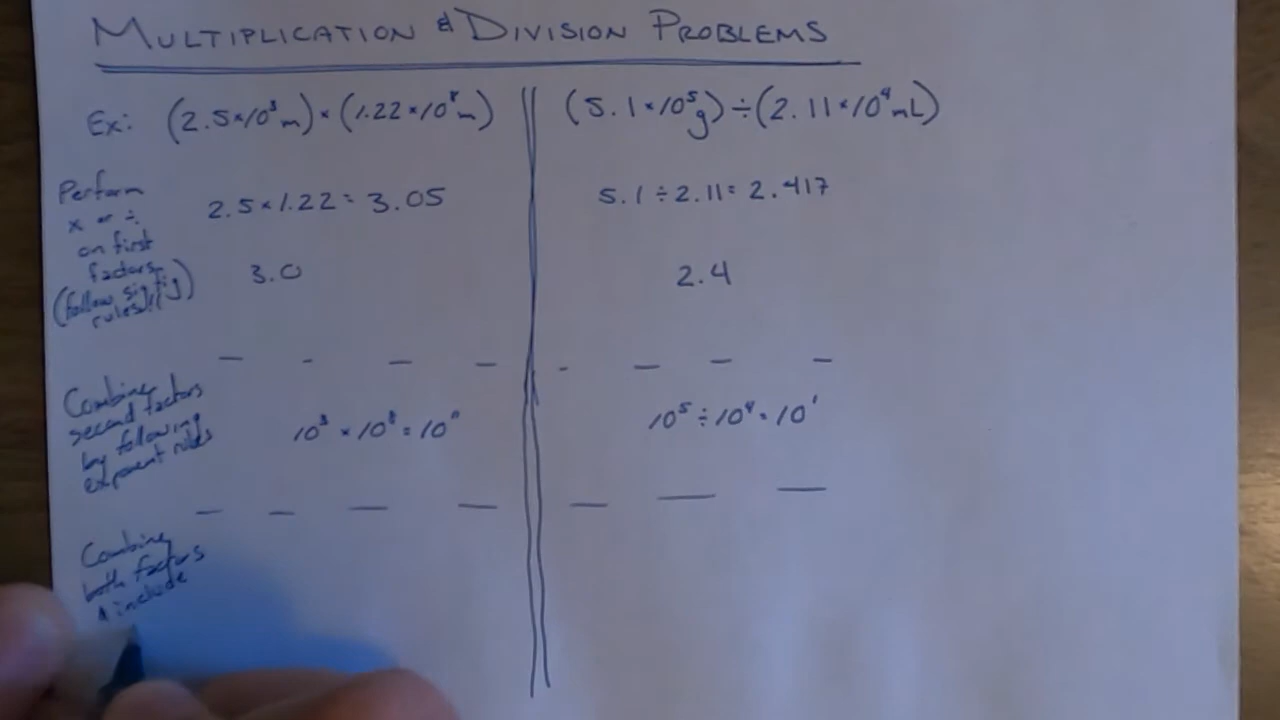 MULTIPLICATION & DIVISION PROBLEMS
Ex: (2.5×10³m)×(1.22×10⁸m)
(5.1×10⁵g)÷(2.11×10⁴mL)
Perform
x or ÷
on first
factors
(follow sig fig
rules!!)
2.5×1.22=3.05
5.1÷2.11=2.417
3.0
2.4
Combine
second factors
by following
exponent rules
10³×10⁸=10¹¹
10⁵÷10⁴=10¹
Combine
both factors
& include